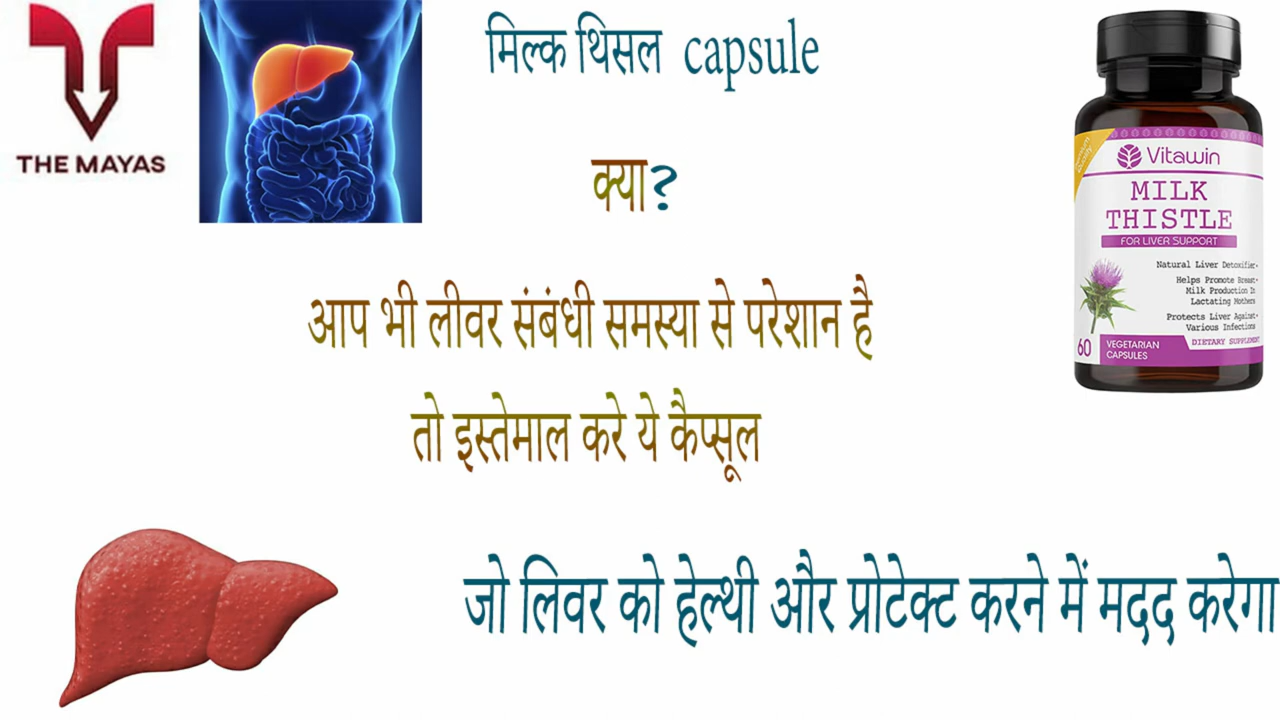 THE MAYAS
मिल्क थिसल capsule
क्या?
आप भी लीवर संबंधी समस्या से परेशान है
तो इस्तेमाल करे ये कैप्सूल
जो लिवर को हेल्थी और प्रोटेक्ट करने में मदद करेगा
Vitawin
MILK
THISTLE
FOR LIVER SUPPORT
Natural Liver Detoxifier•
Helps Promote Breast•
Milk Production In
Lactating Mothers
Protects Liver Against•
Various Infections
60 VEGETARIAN
CAPSULES
DIETARY SUPPLEMENT